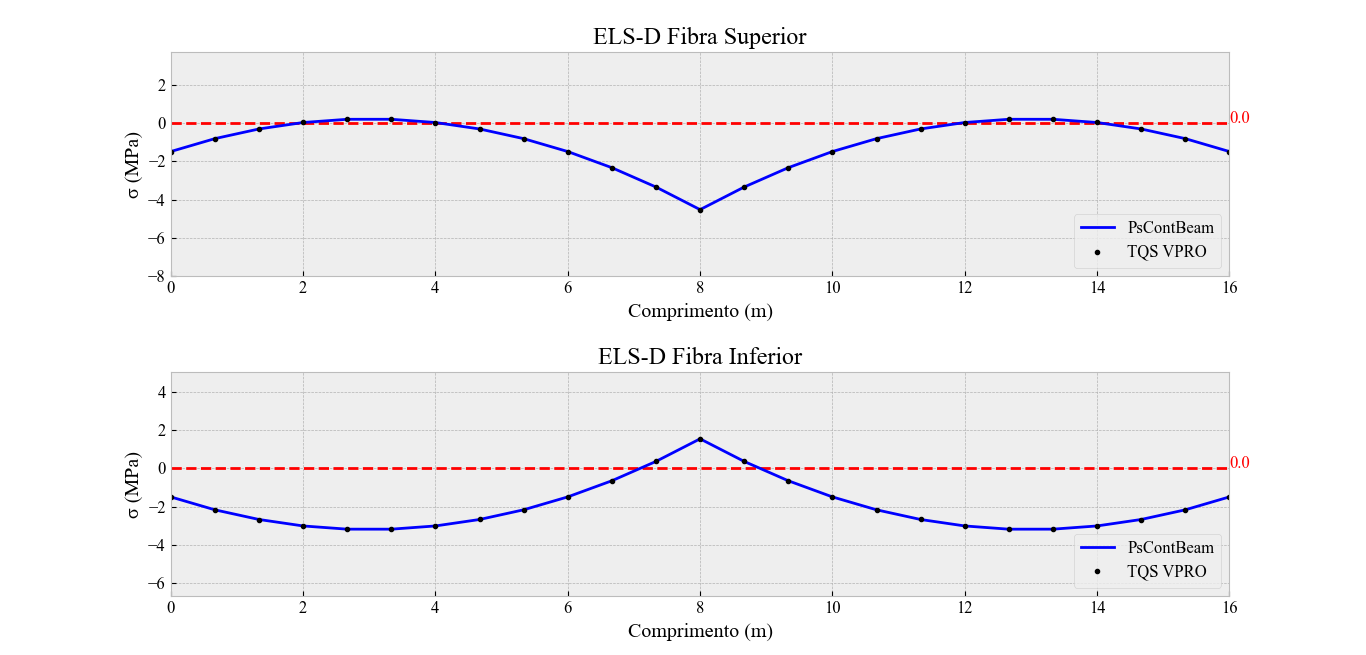 ELS-D Fibra Superior
2
0
−2
−4
−6
−8
σ (MPa)
0.0
PsContBeam
TQS VPRO
0 2 4 6 8 10 12 14 16
Comprimento (m)
ELS-D Fibra Inferior
4
2
0
−2
−4
−6
σ (MPa)
0.0
PsContBeam
TQS VPRO
0 2 4 6 8 10 12 14 16
Comprimento (m)